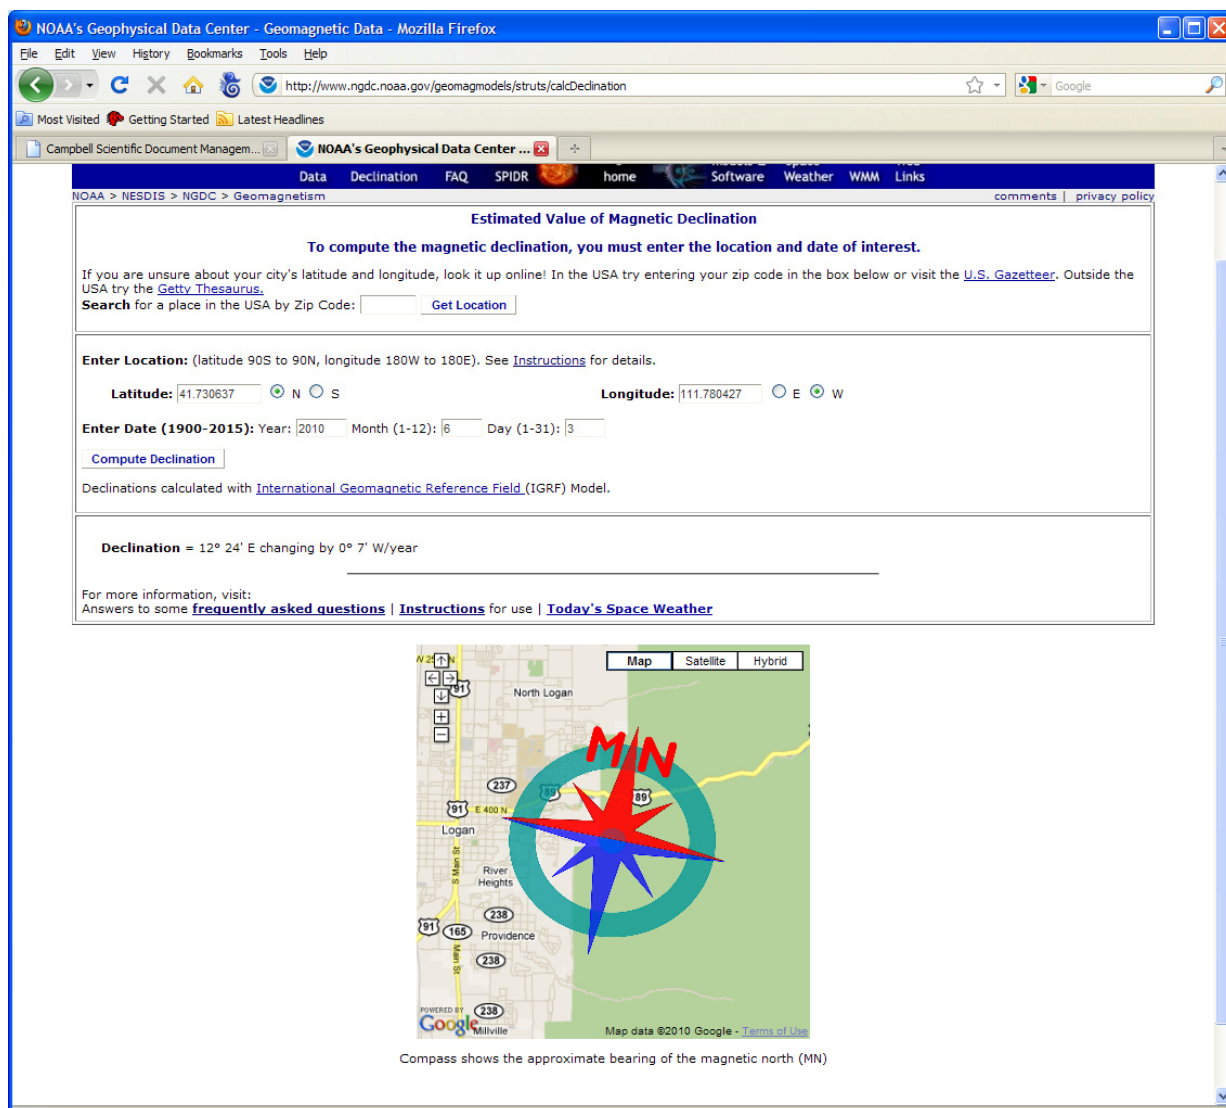 NOAA's Geophysical Data Center - Geomagnetic Data - Mozilla Firefox
File Edit View History Bookmarks Tools Help
http://www.ngdc.noaa.gov/geomagmodels/struts/calcDeclination
Google
Most Visited Getting Started Latest Headlines
Campbell Scientific Document Managem... NOAA's Geophysical Data Center ...
Data Declination FAQ SPIDR home Software Weather WMM Links
NOAA > NESDIS > NGDC > Geomagnetism comments | privacy policy
Estimated Value of Magnetic Declination
To compute the magnetic declination, you must enter the location and date of interest.
If you are unsure about your city's latitude and longitude, look it up online! In the USA try entering your zip code in the box below or visit the U.S. Gazetteer. Outside the
USA try the Getty Thesaurus.
Search for a place in the USA by Zip Code: Get Location
Enter Location: (latitude 90S to 90N, longitude 180W to 180E). See Instructions for details.
Latitude: 41.730637 N S Longitude: 111.780427 E W
Enter Date (1900-2015): Year: 2010 Month (1-12): 6 Day (1-31): 3
Compute Declination
Declinations calculated with International Geomagnetic Reference Field (IGRF) Model.
Declination = 12° 24' E changing by 0° 7' W/year
For more information, visit:
Answers to some frequently asked questions | Instructions for use | Today's Space Weather
Map Satellite Hybrid
91
North Logan
MN
237
89 89
91 E 400 N
Logan
S Main St
River
Heights
238
91 165 Providence
Main St
238
POWERED BY
Google
238
Millville
Map data ©2010 Google - Terms of Use
Compass shows the approximate bearing of the magnetic north (MN)